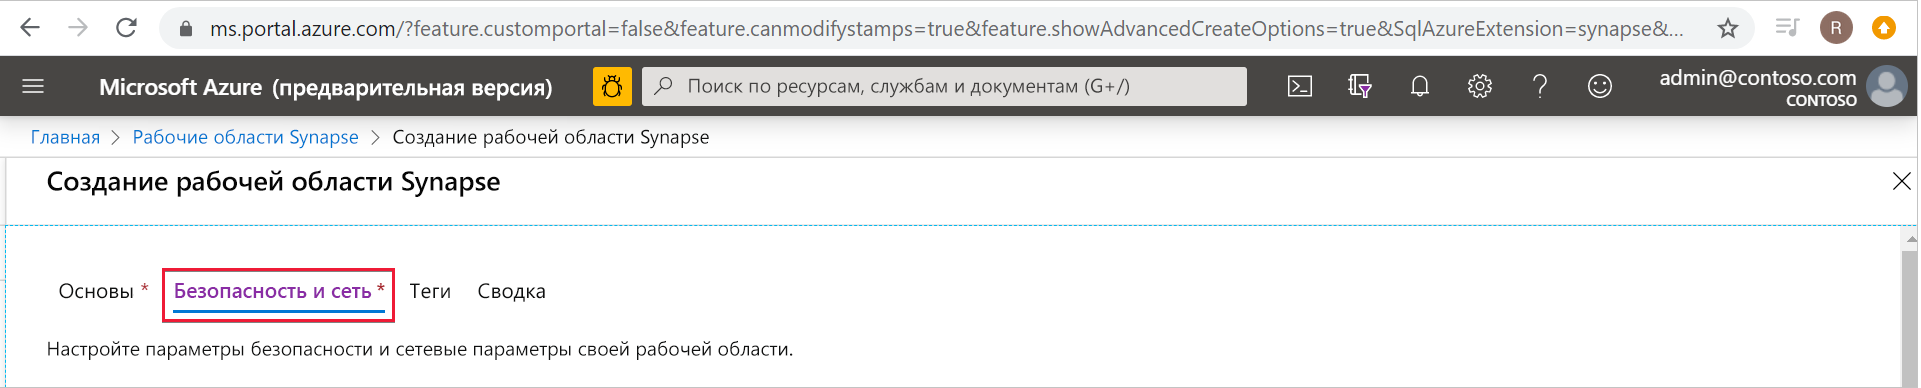 ms.portal.azure.com/?feature.customportal=false&feature.canmodifystamps=true&feature.showAdvancedCreateOptions=true&SqlAzureExtension=synapse&...
R
Microsoft Azure (предварительная версия)
Поиск по ресурсам, службам и документам (G+/)
admin@contoso.com
CONTOSO
Главная > Рабочие области Synapse > Создание рабочей области Synapse
Создание рабочей области Synapse
Основы * Безопасность и сеть * Теги Сводка
Настройте параметры безопасности и сетевые параметры своей рабочей области.